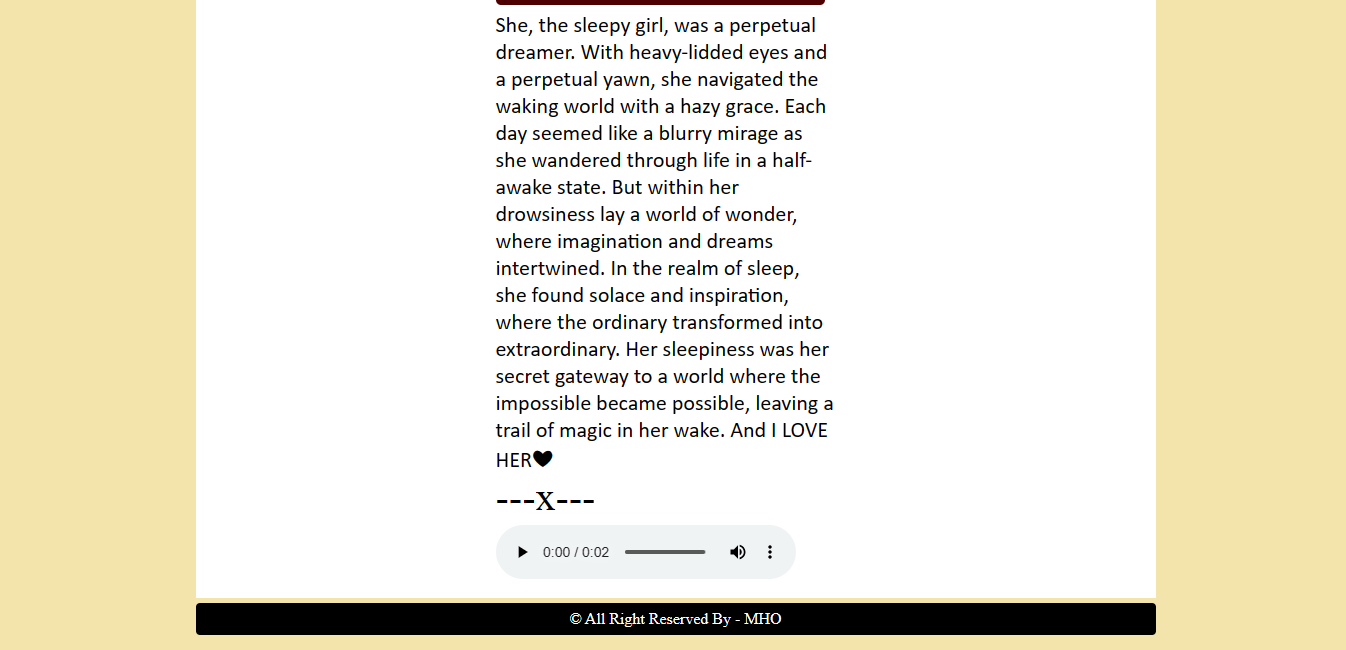 She, the sleepy girl, was a perpetual
dreamer. With heavy-lidded eyes and
a perpetual yawn, she navigated the
waking world with a hazy grace. Each
day seemed like a blurry mirage as
she wandered through life in a half-
awake state. But within her
drowsiness lay a world of wonder,
where imagination and dreams
intertwined. In the realm of sleep,
she found solace and inspiration,
where the ordinary transformed into
extraordinary. Her sleepiness was her
secret gateway to a world where the
impossible became possible, leaving a
trail of magic in her wake. And I LOVE
HER🖤
---X---
0:00 / 0:02
© All Right Reserved By - MHO